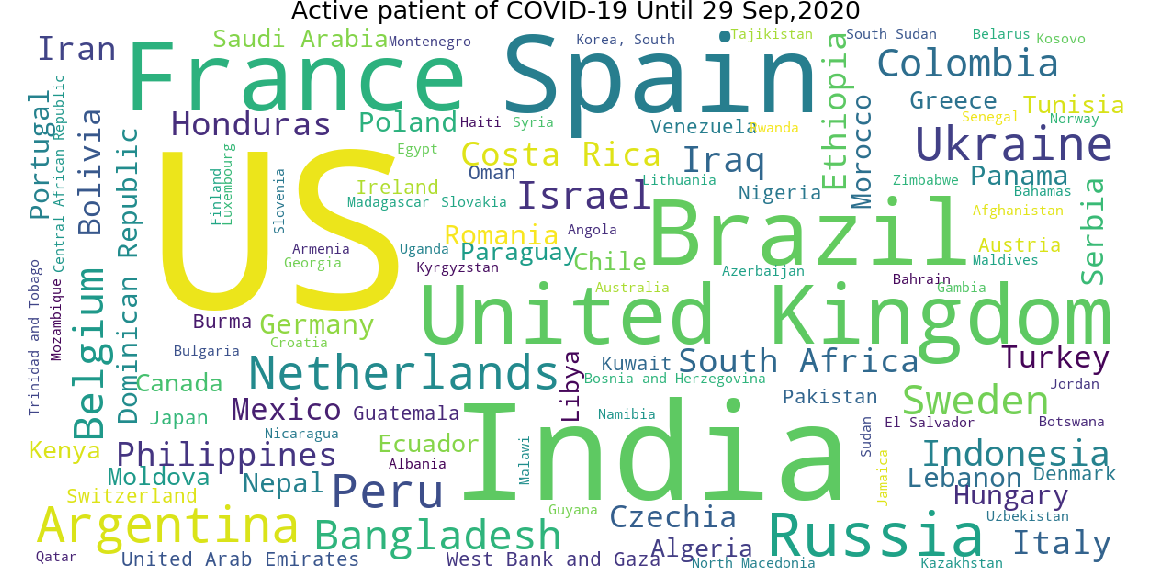 Active patient of COVID-19 Until 29 Sep,2020
Saudi Arabia
Montenegro
Korea, South
Tajikistan
South Sudan
Belarus
Kosovo
Iran
France
Spain
Ethiopia
Colombia
Portugal
Central African Republic
Bolivia
Honduras
Poland
Haiti
Syria
Venezuela
Rwanda
Morocco
Greece
Tunisia
Senegal
Norway
Dominican Republic
US
Finland
Luxembourg
Slovenia
Egypt
Costa Rica
Iraq
Ukraine
Oman
Ireland
Madagascar
Slovakia
Israel
Lithuania
Nigeria
Zimbabwe
Panama
Bahamas
Serbia
Brazil
Afghanistan
Romania
Angola
Armenia
Georgia
Uganda
Paraguay
Kyrgyzstan
Chile
Azerbaijan
Austria
Maldives
Bahrain
Gambia
Australia
Trinidad and Tobago
Mozambique
Belgium
United Kingdom
Burma
Germany
Croatia
Bulgaria
Netherlands
Libya
Kuwait
South Africa
Turkey
Bosnia and Herzegovina
Canada
Jordan
Pakistan
Sweden
Japan
Mexico
Guatemala
India
Namibia
Sudan
El Salvador
Botswana
Nicaragua
Kenya
Philippines
Ecuador
Albania
Malawi
Indonesia
Moldova
Nepal
Peru
Jamaica
Lebanon
Denmark
Switzerland
Hungary
Argentina
Guyana
Czechia
Uzbekistan
Bangladesh
Russia
Italy
Algeria
Qatar
United Arab Emirates
West Bank and Gaza
North Macedonia
Kazakhstan